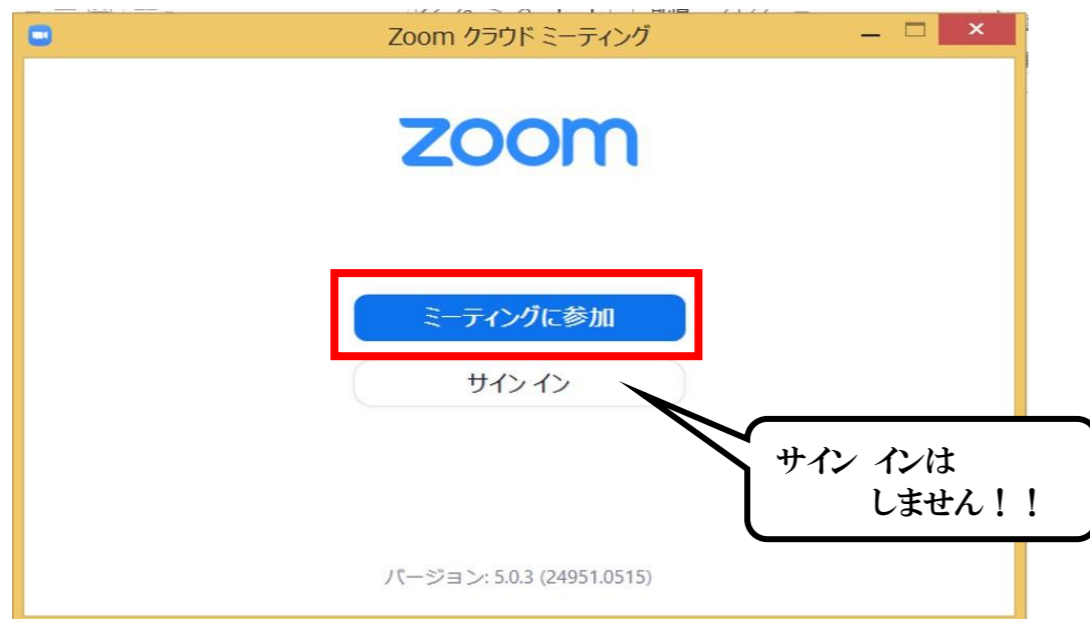 Zoom クラウド ミーティング
zoom
ミーティングに参加
サイン イン
サイン インは
しません！！
バージョン: 5.0.3 (24951.0515)